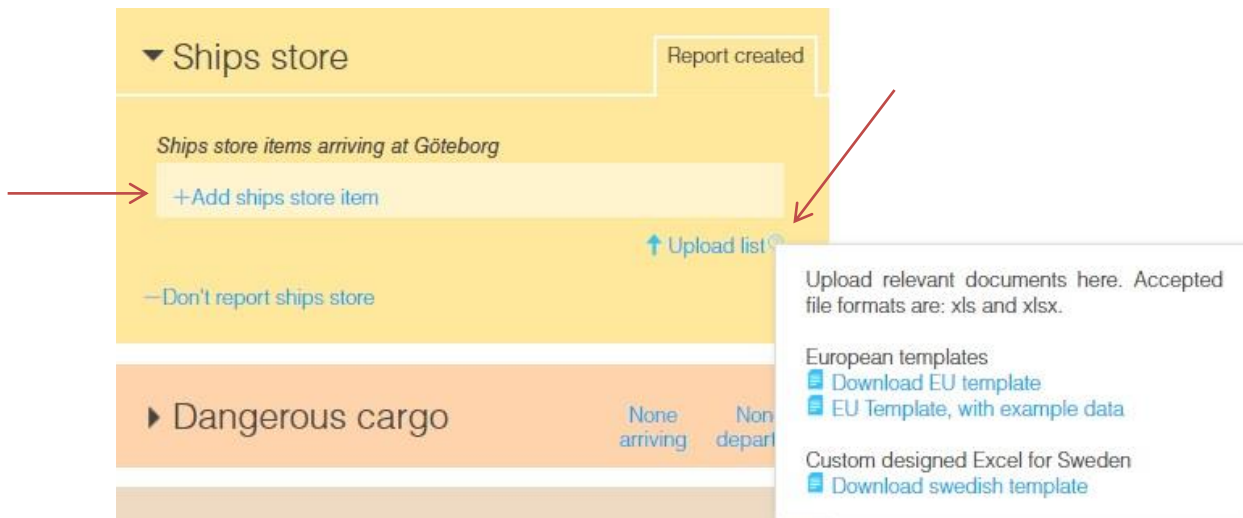 Ships store
Report created
Ships store items arriving at Göteborg
+Add ships store item
Upload list
—Don't report ships store
Upload relevant documents here. Accepted
file formats are: xls and xlsx.
European templates
Download EU template
EU Template, with example data
Custom designed Excel for Sweden
Download swedish template
Dangerous cargo
None
arriving
Non
depart